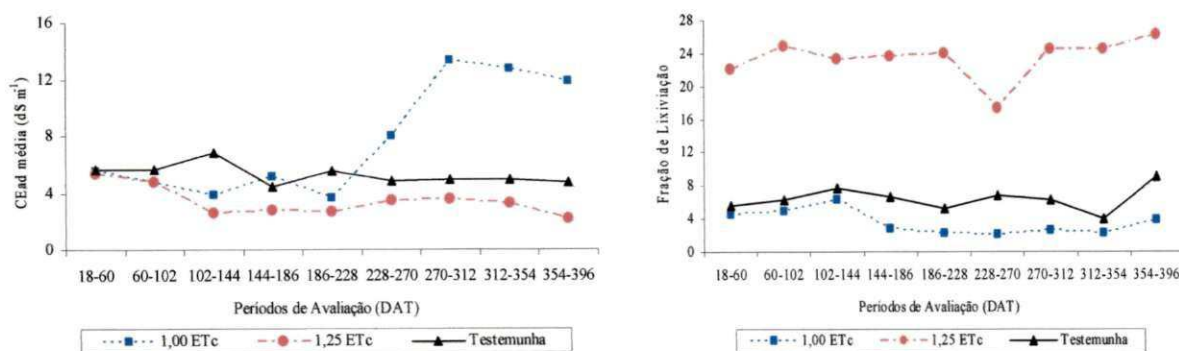 CEad média (dS m⁻¹)
16
12
8
4
0
18-60 60-102 102-144 144-186 186-228 228-270 270-312 312-354 354-396
Períodos de Avaliação (DAT)
1,00 ETc 1,25 ETc Testemunha
Fração de Lixiviação
28
24
20
16
12
8
4
0
18-60 60-102 102-144 144-186 186-228 228-270 270-312 312-354 354-396
Períodos de Avaliação (DAT)
1,00 ETc 1,25 ETc Testemunha